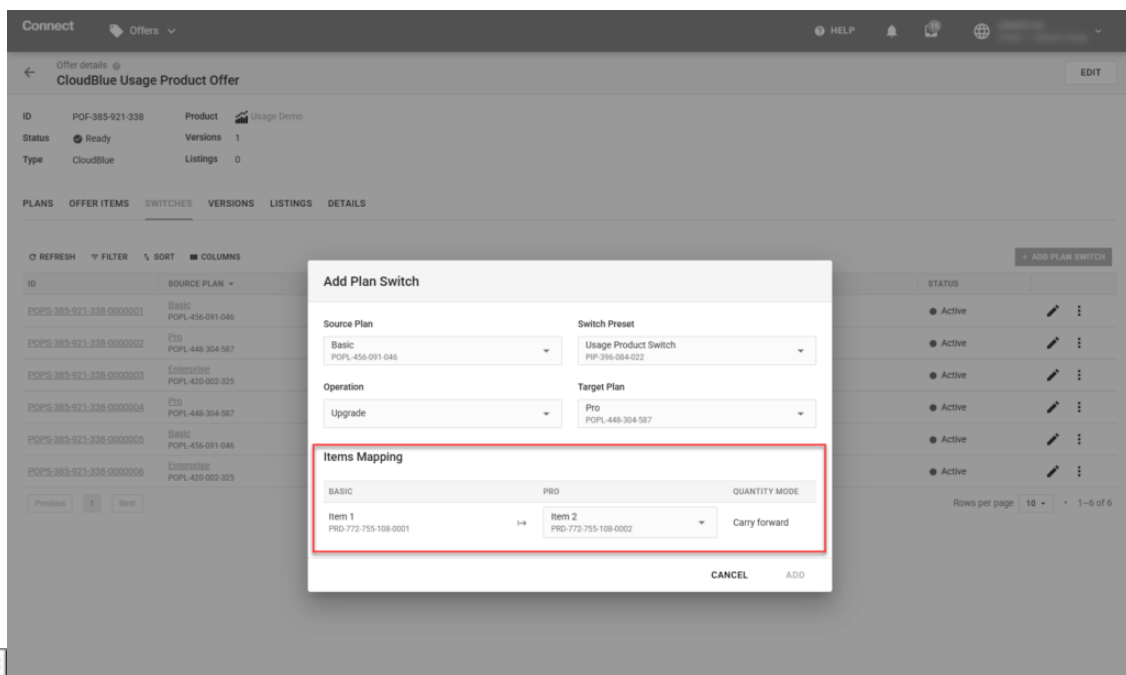 Connect
Offers
HELP
Offer details
CloudBlue Usage Product Offer
EDIT
ID POF-385-921-338 Product Usage Demo
Status Ready Versions 1
Type CloudBlue Listings 0
PLANS OFFER ITEMS SWITCHES VERSIONS LISTINGS DETAILS
REFRESH FILTER SORT COLUMNS + ADD PLAN SWITCH
ID SOURCE PLAN STATUS
POPS-385-921-338-0000001 Basic Active
POPL-456-091-046
POPS-385-921-338-0000002 Pro Active
POPL-448-304-587
POPS-385-921-338-0000003 Enterprise Active
POPL-420-002-325
POPS-385-921-338-0000004 Pro Active
POPL-448-304-587
POPS-385-921-338-0000005 Basic Active
POPL-456-091-046
POPS-385-921-338-0000006 Enterprise Active
POPL-420-002-325
Previous 1 Next Rows per page 10 • 1–6 of 6
Add Plan Switch
Source Plan Switch Preset
Basic Usage Product Switch
POPL-456-091-046 PIP-396-084-022
Operation Target Plan
Upgrade Pro
POPL-448-304-587
Items Mapping
BASIC PRO QUANTITY MODE
Item 1 Item 2 Carry forward
PRD-772-755-108-0001 PRD-772-755-108-0002
CANCEL ADD